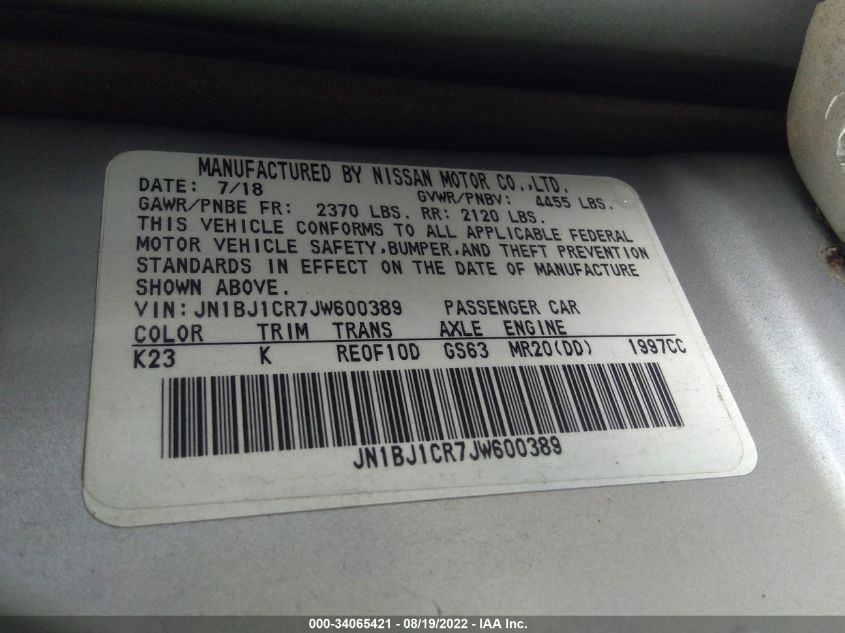 MANUFACTURED BY NISSAN MOTOR CO.,LTD.
DATE: 7/18 GVWR/PNBV: 4455 LBS.
GAWR/PNBE FR: 2370 LBS. RR: 2120 LBS.
THIS VEHICLE CONFORMS TO ALL APPLICABLE FEDERAL
MOTOR VEHICLE SAFETY,BUMPER,AND THEFT PREVENTION
STANDARDS IN EFFECT ON THE DATE OF MANUFACTURE
SHOWN ABOVE.
VIN: JN1BJ1CR7JW600389 PASSENGER CAR
COLOR TRIM TRANS AXLE ENGINE
K23 K RE0F10D GS63 MR20(DD) 1997CC
JN1BJ1CR7JW600389
000-34065421 - 08/19/2022 - IAA Inc.